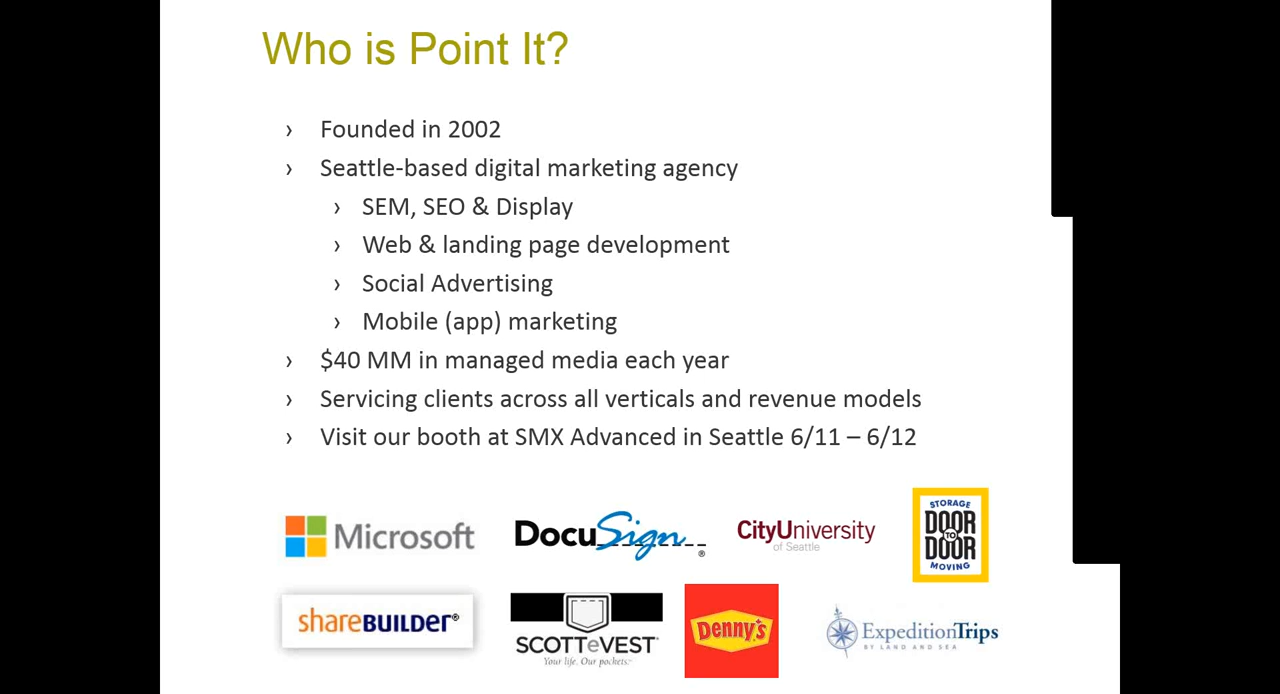 Who is Point It?
› Founded in 2002
› Seattle-based digital marketing agency
› SEM, SEO & Display
› Web & landing page development
› Social Advertising
› Mobile (app) marketing
› $40 MM in managed media each year
› Servicing clients across all verticals and revenue models
› Visit our booth at SMX Advanced in Seattle 6/11 – 6/12
Microsoft
DocuSign®
CityUniversity
of Seattle
STORAGE
DOOR
TO
DOOR
MOVING
shareBUILDER®
SCOTTeVEST
Your life. Our pockets.™
Denny's
ExpeditionTrips
BY LAND AND SEA